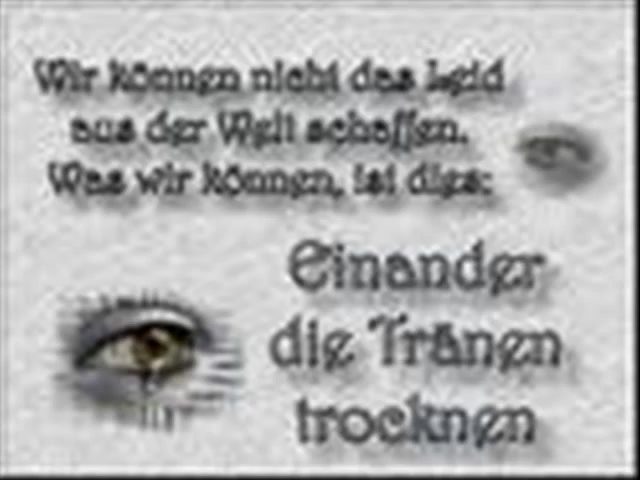 Wir können nicht das Leid
aus der Welt schaffen.
Was wir können, ist dies:
Einander
die Tränen
trocknen